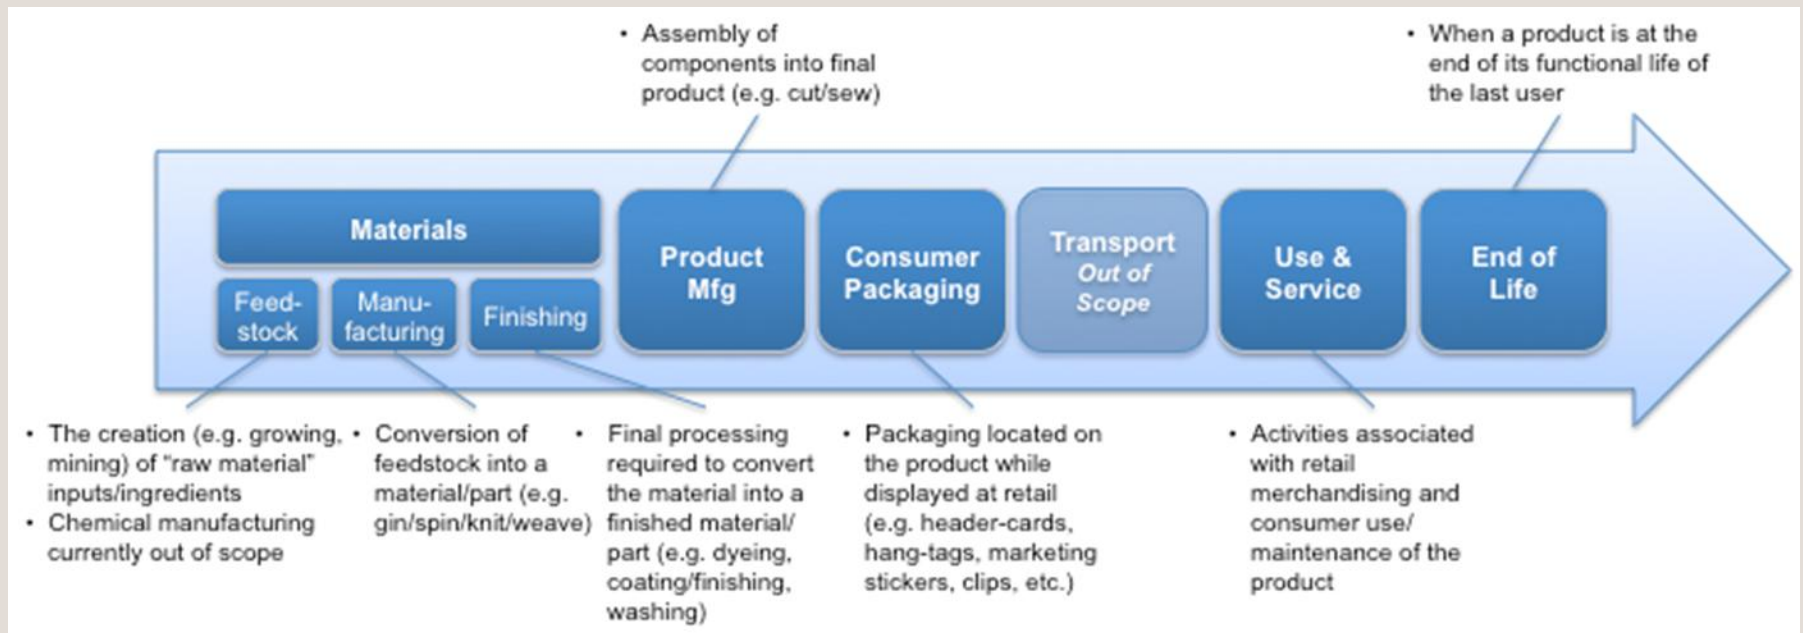 • Assembly of
components into final
product (e.g. cut/sew)
• When a product is at the
end of its functional life of
the last user
Materials
Feed-
stock
Manu-
facturing
Finishing
Product
Mfg
Consumer
Packaging
Transport
Out of
Scope
Use &
Service
End of
Life
• The creation (e.g. growing,
mining) of “raw material”
inputs/ingredients
• Chemical manufacturing
currently out of scope
• Conversion of
feedstock into a
material/part (e.g.
gin/spin/knit/weave)
• Final processing
required to convert
the material into a
finished material/
part (e.g. dyeing,
coating/finishing,
washing)
• Packaging located on
the product while
displayed at retail
(e.g. header-cards,
hang-tags, marketing
stickers, clips, etc.)
• Activities associated
with retail
merchandising and
consumer use/
maintenance of the
product